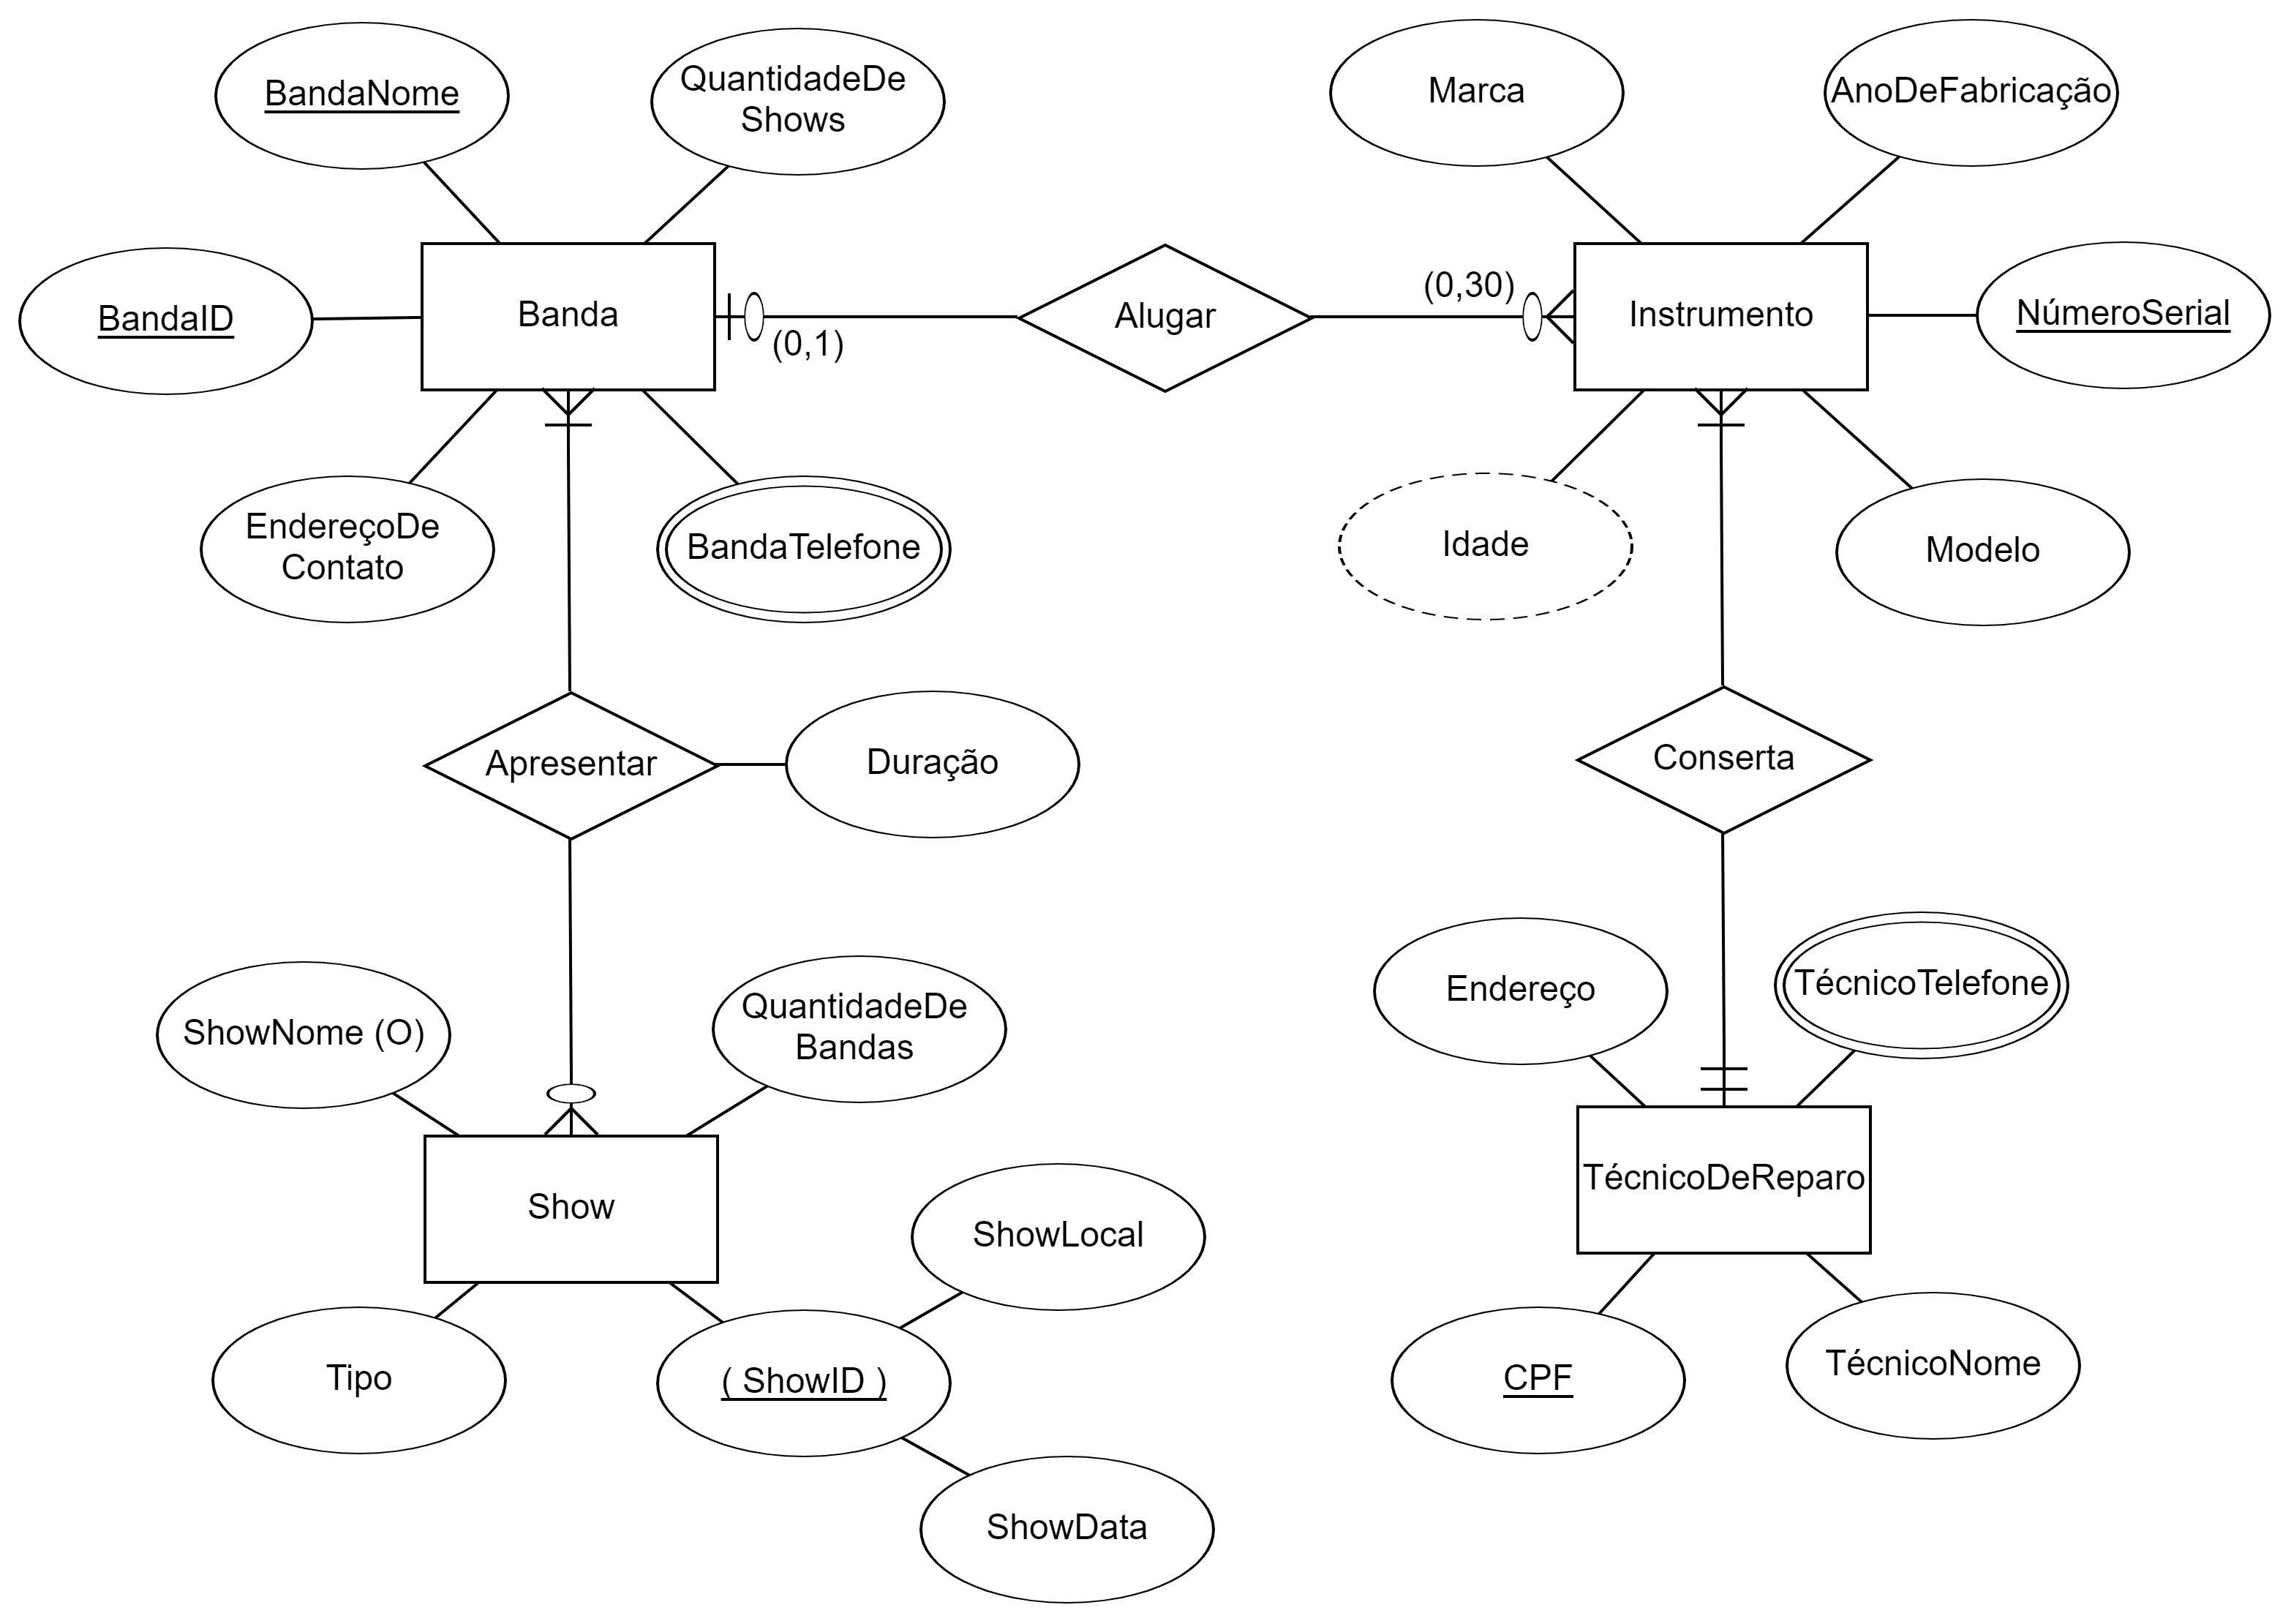 BandaNome
QuantidadeDe
Shows
Marca
AnoDeFabricação
BandaID
Banda
(0,1)
Alugar
(0,30)
Instrumento
NúmeroSerial
EndereçoDe
Contato
BandaTelefone
Idade
Modelo
Apresentar
Duração
Conserta
ShowNome (O)
QuantidadeDe
Bandas
Endereço
TécnicoTelefone
Show
ShowLocal
TécnicoDeReparo
Tipo
( ShowID )
CPF
TécnicoNome
ShowData